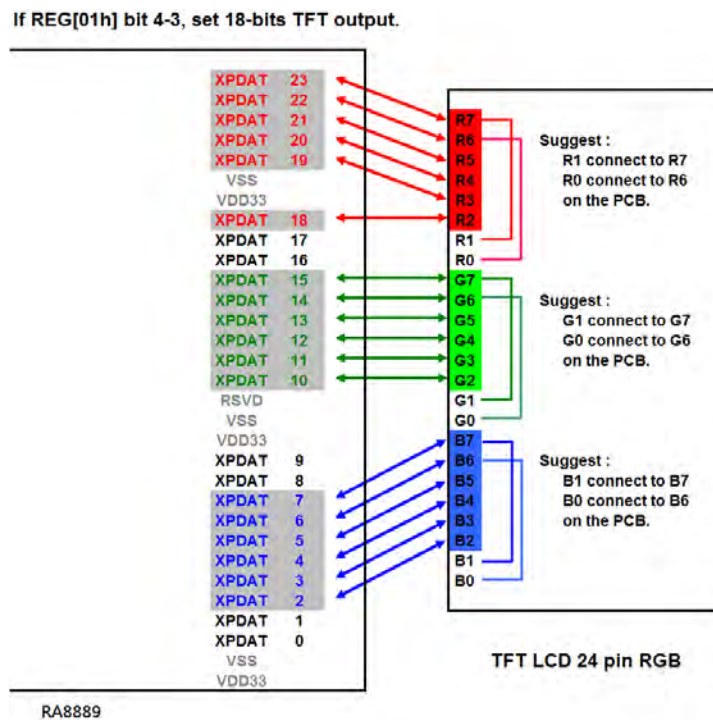 If REG[01h] bit 4-3, set 18-bits TFT output.
XPDAT 23
XPDAT 22
XPDAT 21
XPDAT 20
XPDAT 19
VSS
VDD33
XPDAT 18
XPDAT 17
XPDAT 16
XPDAT 15
XPDAT 14
XPDAT 13
XPDAT 12
XPDAT 11
XPDAT 10
RSVD
VSS
VDD33
XPDAT 9
XPDAT 8
XPDAT 7
XPDAT 6
XPDAT 5
XPDAT 4
XPDAT 3
XPDAT 2
XPDAT 1
XPDAT 0
VSS
VDD33
RA8889
R7
R6
R5
R4
R3
R2
R1
R0
G7
G6
G5
G4
G3
G2
G1
G0
B7
B6
B5
B4
B3
B2
B1
B0
Suggest :
R1 connect to R7
R0 connect to R6
on the PCB.
Suggest :
G1 connect to G7
G0 connect to G6
on the PCB.
Suggest :
B1 connect to B7
B0 connect to B6
on the PCB.
TFT LCD 24 pin RGB